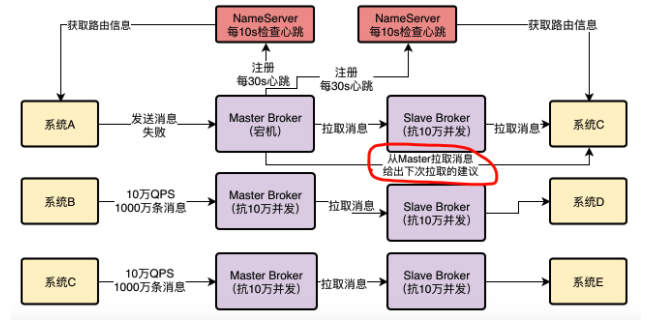 NameServer
每10s检查心跳
NameServer
每10s检查心跳
获取路由信息
获取路由信息
注册
每30s心跳
注册
每30s心跳
系统A
发送消息
失败
Master Broker
(宕机)
拉取消息
Slave Broker
(抗10万并发)
拉取消息
系统C
从Master拉取消息
给出下次拉取的建议
系统B
10万QPS
1000万条消息
Master Broker
(抗10万并发)
拉取消息
Slave Broker
(抗10万并发)
系统D
系统C
10万QPS
1000万条消息
Master Broker
(抗10万并发)
拉取消息
Slave Broker
(抗10万并发)
系统E